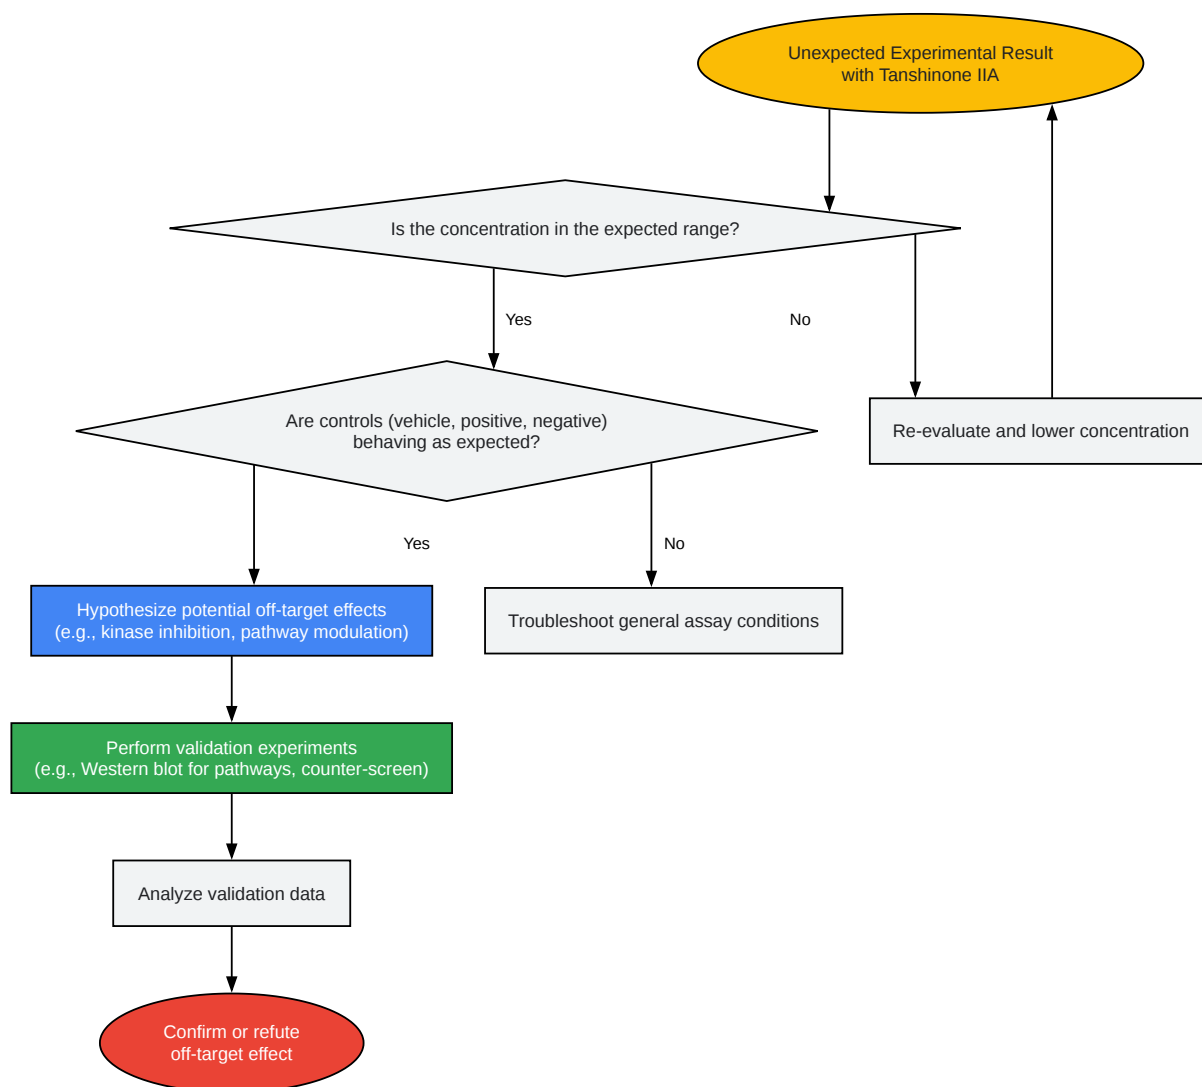 Unexpected Experimental Result
with Tanshinone IIA
Is the concentration in the expected range?
Yes
No
Are controls (vehicle, positive, negative)
behaving as expected?
Re-evaluate and lower concentration
Yes
No
Hypothesize potential off-target effects
(e.g., kinase inhibition, pathway modulation)
Troubleshoot general assay conditions
Perform validation experiments
(e.g., Western blot for pathways, counter-screen)
Analyze validation data
Confirm or refute
off-target effect